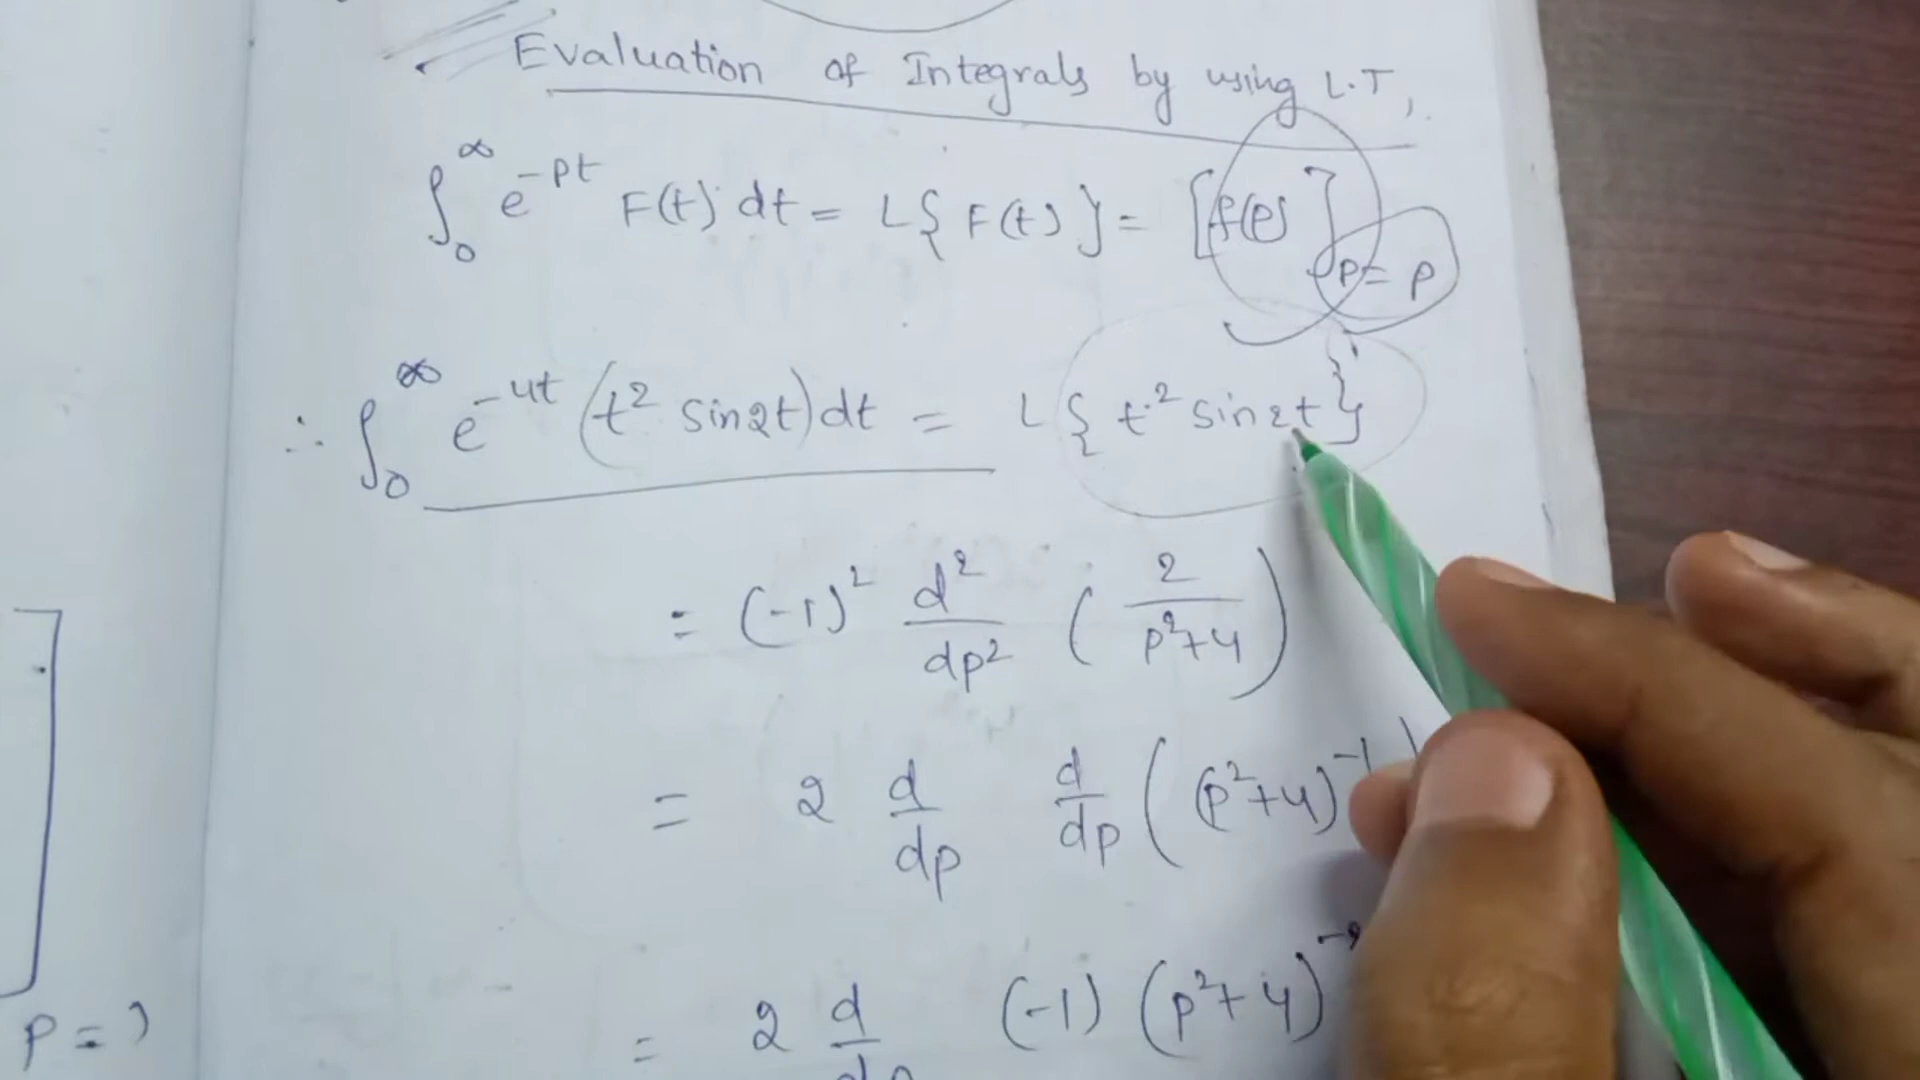 Evaluation of Integrals by using L.T,
∫₀^∞ e^{-pt} F(t) dt = L{F(t)} = [f(p)]_{p=p}
∴ ∫₀^∞ e^{-4t} (t² sin2t) dt = L{t² sin2t}
= (-1)² d²/dp² (2/p²+4)
= 2 d/dp d/dp ((p²+4)^{-1})
= 2 d/dp (-1) (p²+4)^{-2}
p =